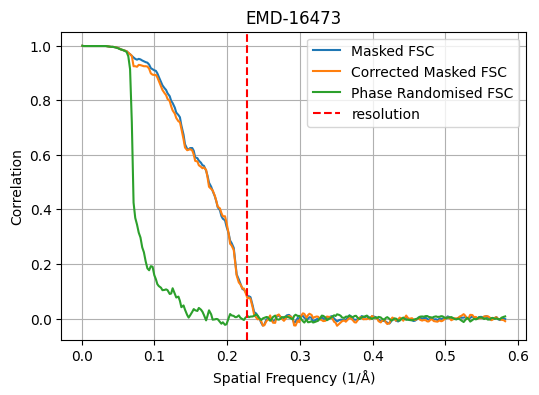 EMD-16473
Masked FSC
Corrected Masked FSC
Phase Randomised FSC
resolution
Correlation
1.0
0.8
0.6
0.4
0.2
0.0
0.0 0.1 0.2 0.3 0.4 0.5 0.6
Spatial Frequency (1/Å)